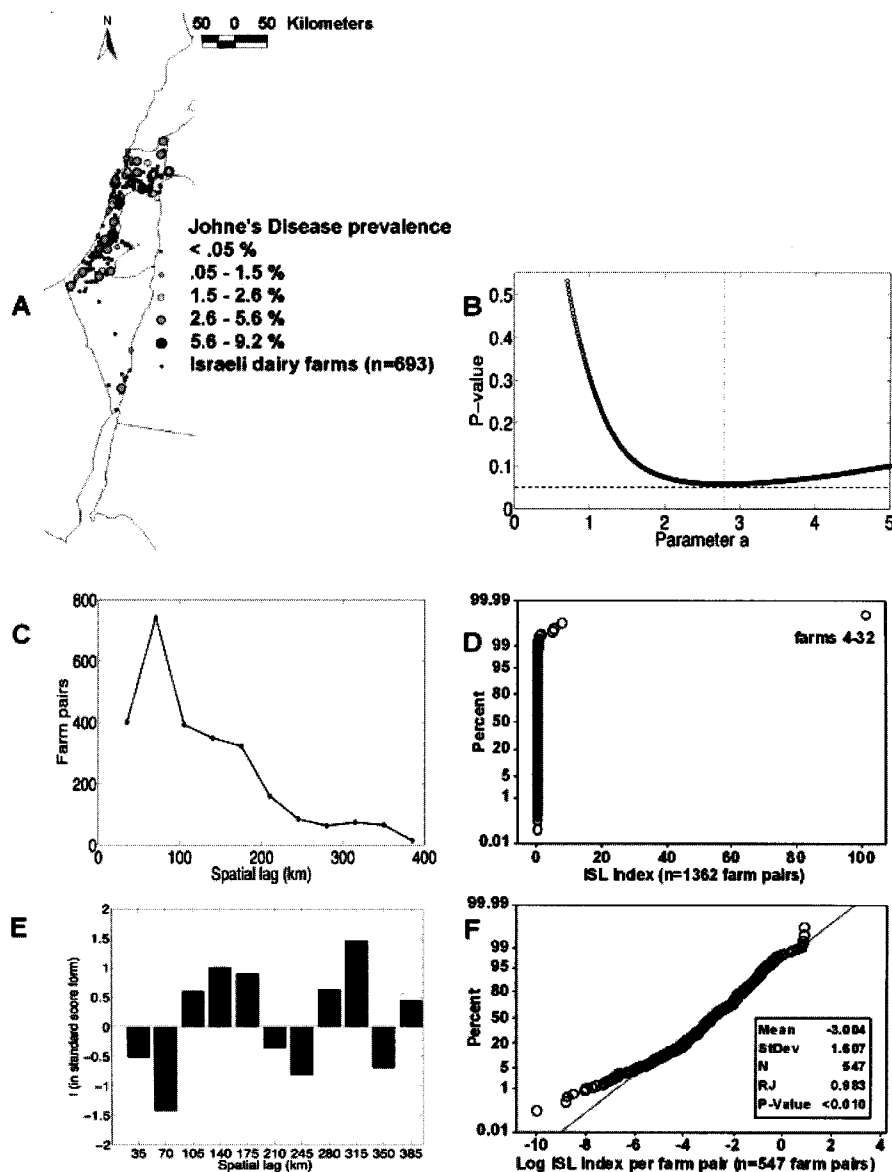 N
50 0 50 Kilometers
A
Johne's Disease prevalence
< .05 %
.05 - 1.5 %
1.5 - 2.6 %
2.6 - 5.6 %
5.6 - 9.2 %
Israeli dairy farms (n=693)
B
P-value
0.5
0.4
0.3
0.2
0.1
0
0 1 2 3 4 5
Parameter a
C
Farm pairs
800
600
400
200
0
0 100 200 300 400
Spatial lag (km)
D
Percent
99.99
99
95
80
50
20
5
1
0.01
farms 4-32
0 20 40 60 80 100
ISL Index (n=1362 farm pairs)
E
I (in standard score form)
2
1.5
1
0.5
0
-0.5
-1
-1.5
-2
35 70 105 140 175 210 245 280 315 350 385
Spatial lag (km)
F
Percent
99.99
99
95
80
50
20
5
1
0.01
Mean -3.004
StDev 1.607
N 547
RJ 0.983
P-Value <0.010
-10 -8 -6 -4 -2 0 2 4
Log ISL Index per farm pair (n=547 farm pairs)